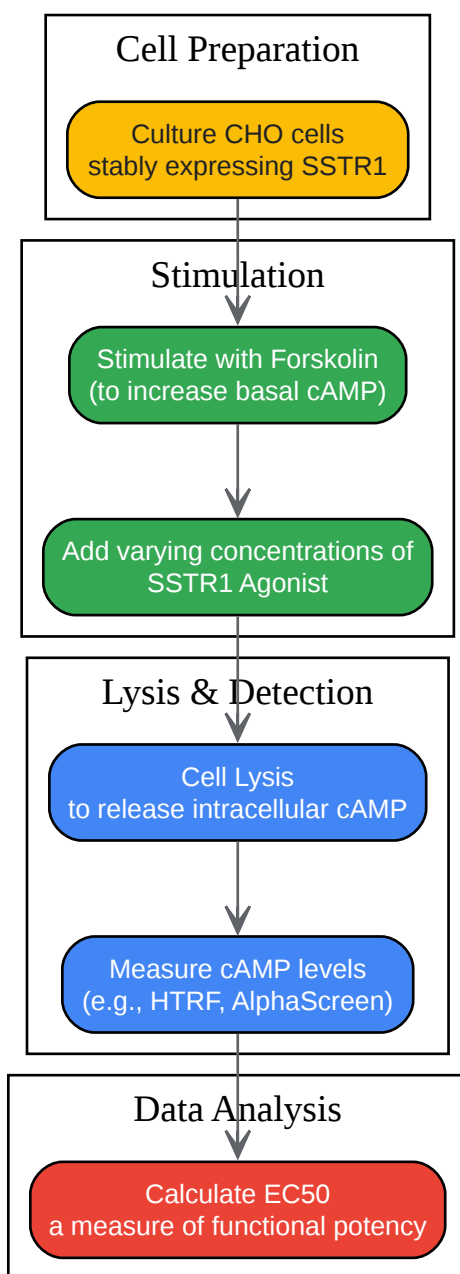 Cell Preparation
Culture CHO cells
stably expressing SSTR1
Stimulation
Stimulate with Forskolin
(to increase basal cAMP)
Add varying concentrations of
SSTR1 Agonist
Lysis & Detection
Cell Lysis
to release intracellular cAMP
Measure cAMP levels
(e.g., HTRF, AlphaScreen)
Data Analysis
Calculate EC50
a measure of functional potency